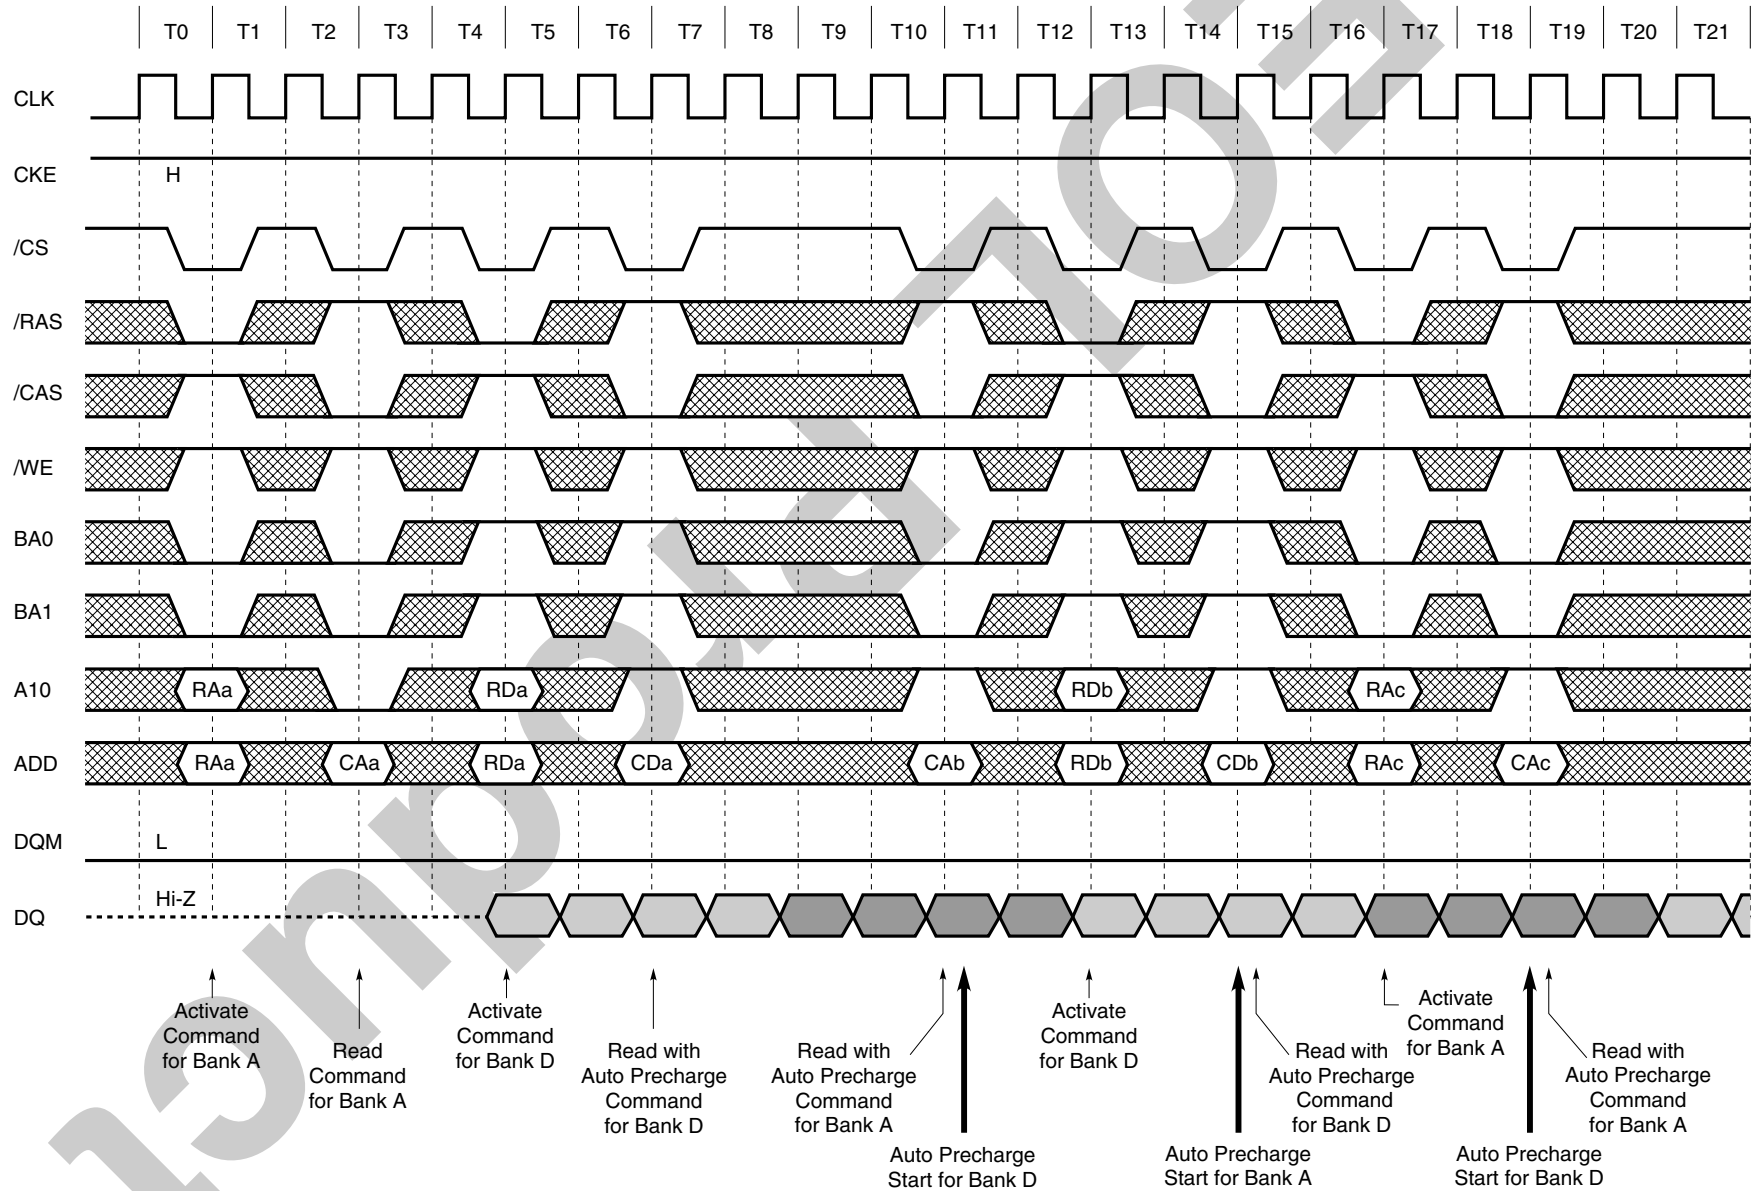 T0 T1 T2 T3 T4 T5 T6 T7 T8 T9 T10 T11 T12 T13 T14 T15 T16 T17 T18 T19 T20 T21
CLK
CKE H
/CS
/RAS
/CAS
/WE
BA0
BA1
A10 RAa RDa RDb RAc
ADD RAa CAa RDa CDa CAb RDb CDb RAc CAc
DQM L
DQ Hi-Z
Activate
Command
for Bank A
Read
Command
for Bank A
Activate
Command
for Bank D
Read with
Auto Precharge
Command
for Bank D
Read with
Auto Precharge
Command
for Bank A
Auto Precharge
Start for Bank D
Activate
Command
for Bank D
Auto Precharge
Start for Bank A
Read with
Auto Precharge
Command
for Bank D
Activate
Command
for Bank A
Auto Precharge
Start for Bank D
Read with
Auto Precharge
Command
for Bank A
EOL Product